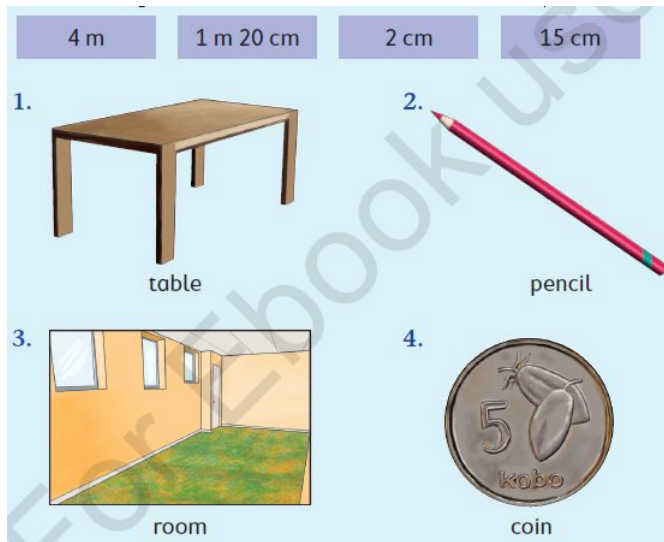 4 m
1 m 20 cm
2 cm
15 cm
1.
table
2.
pencil
3.
room
4.
5
kobo
coin
For Ebook use